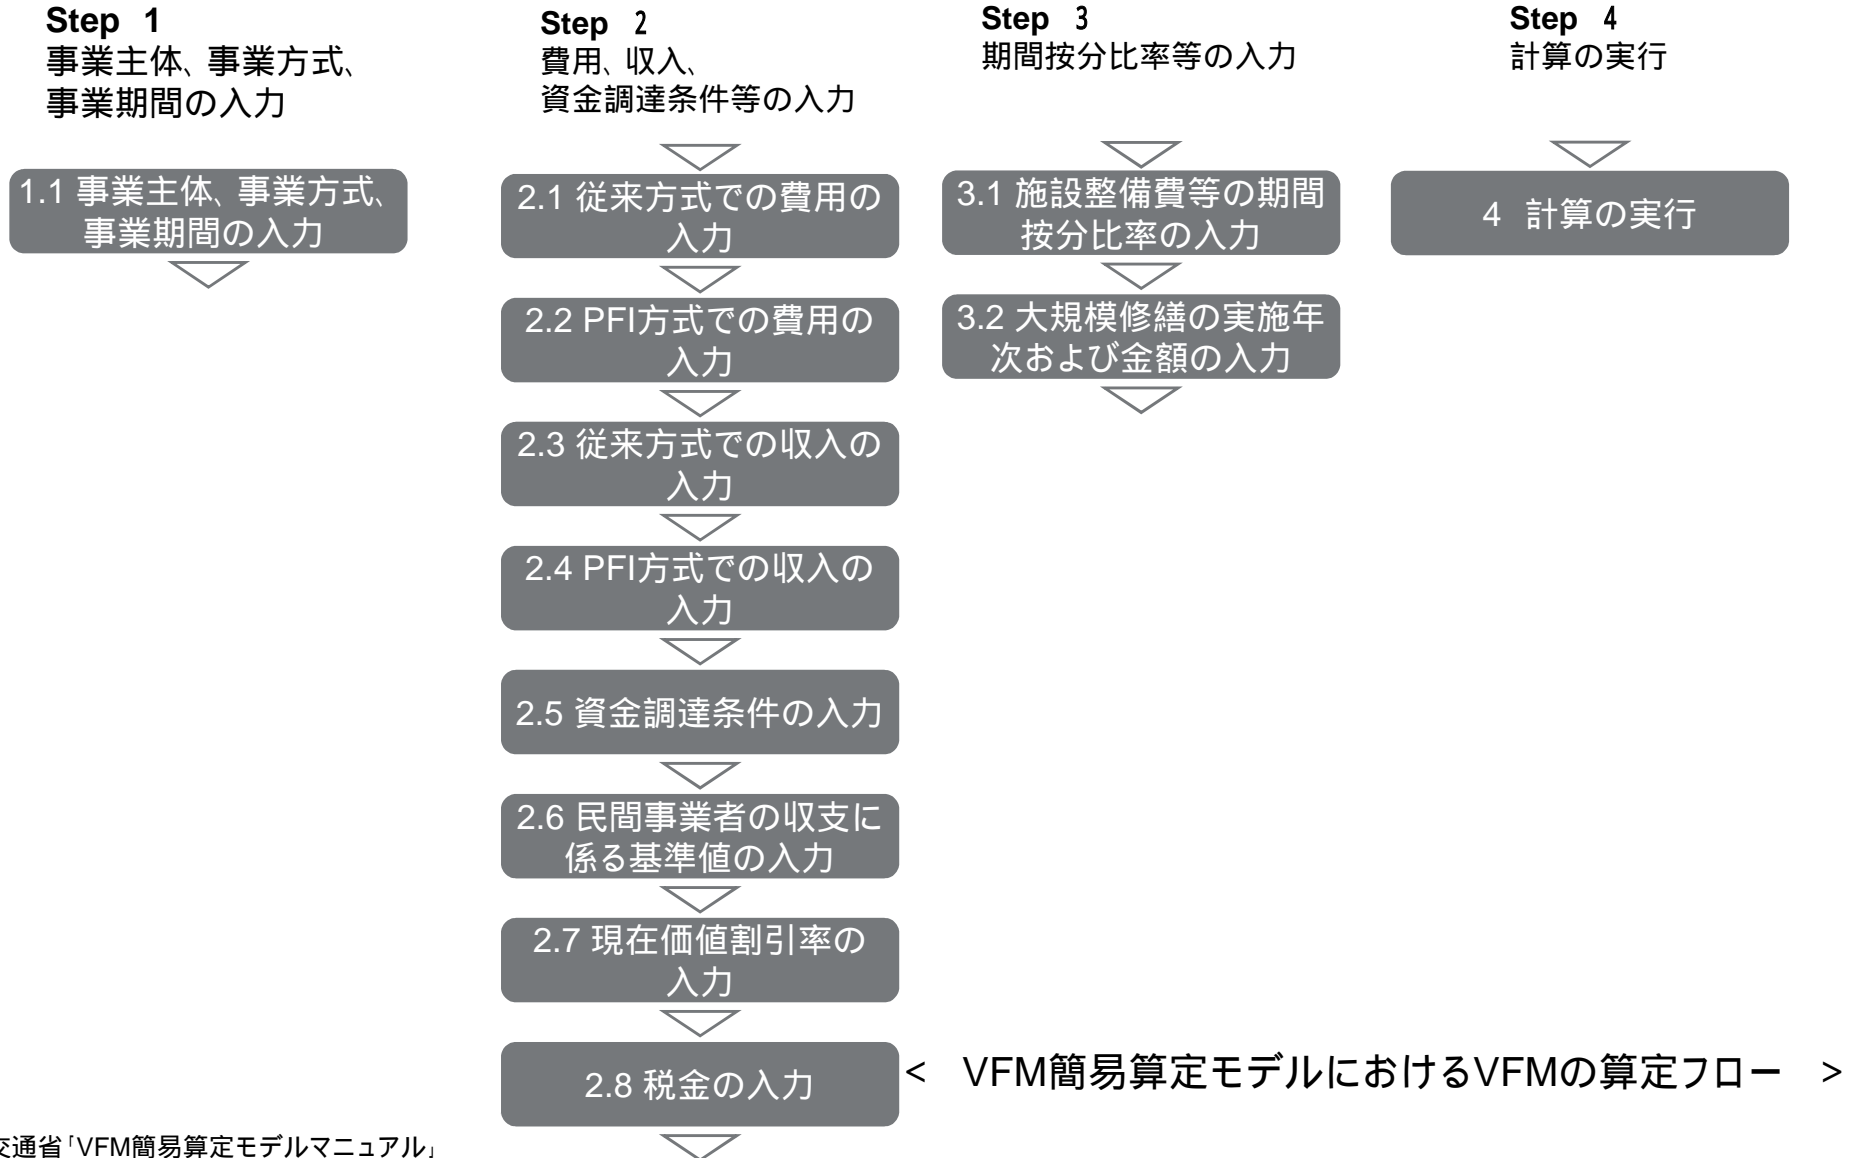 Step 1
事業主体、事業方式、
事業期間の入力
1.1 事業主体、事業方式、
事業期間の入力
Step 2
費用、収入、
資金調達条件等の入力
2.1 従来方式での費用の
入力
2.2 PFI方式での費用の
入力
2.3 従来方式での収入の
入力
2.4 PFI方式での収入の
入力
2.5 資金調達条件の入力
2.6 民間事業者の収支に
係る基準値の入力
2.7 現在価値割引率の
入力
2.8 税金の入力
Step 3
期間按分比率等の入力
3.1 施設整備費等の期間
按分比率の入力
3.2 大規模修繕の実施年
次および金額の入力
Step 4
計算の実行
4 計算の実行
< VFM簡易算定モデルにおけるVFMの算定フロー >
交通省「VFM簡易算定モデルマニュアル」